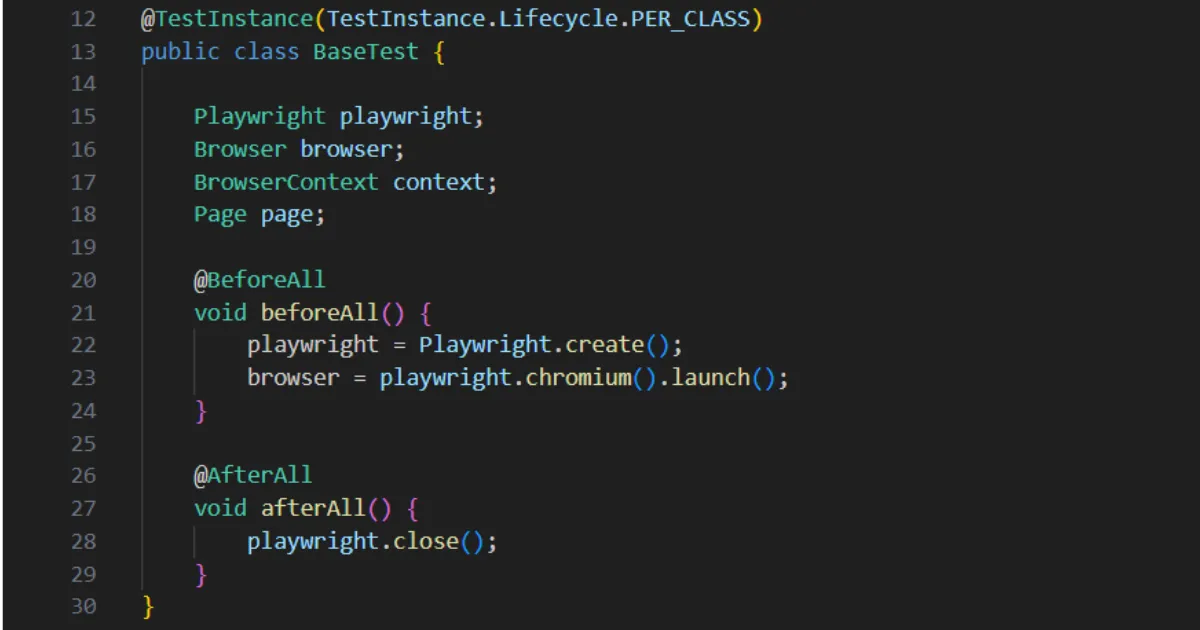 12 @TestInstance(TestInstance.Lifecycle.PER_CLASS)
13 public class BaseTest {
14
15     Playwright playwright;
16     Browser browser;
17     BrowserContext context;
18     Page page;
19
20     @BeforeAll
21     void beforeAll() {
22         playwright = Playwright.create();
23         browser = playwright.chromium().launch();
24     }
25
26     @AfterAll
27     void afterAll() {
28         playwright.close();
29     }
30 }